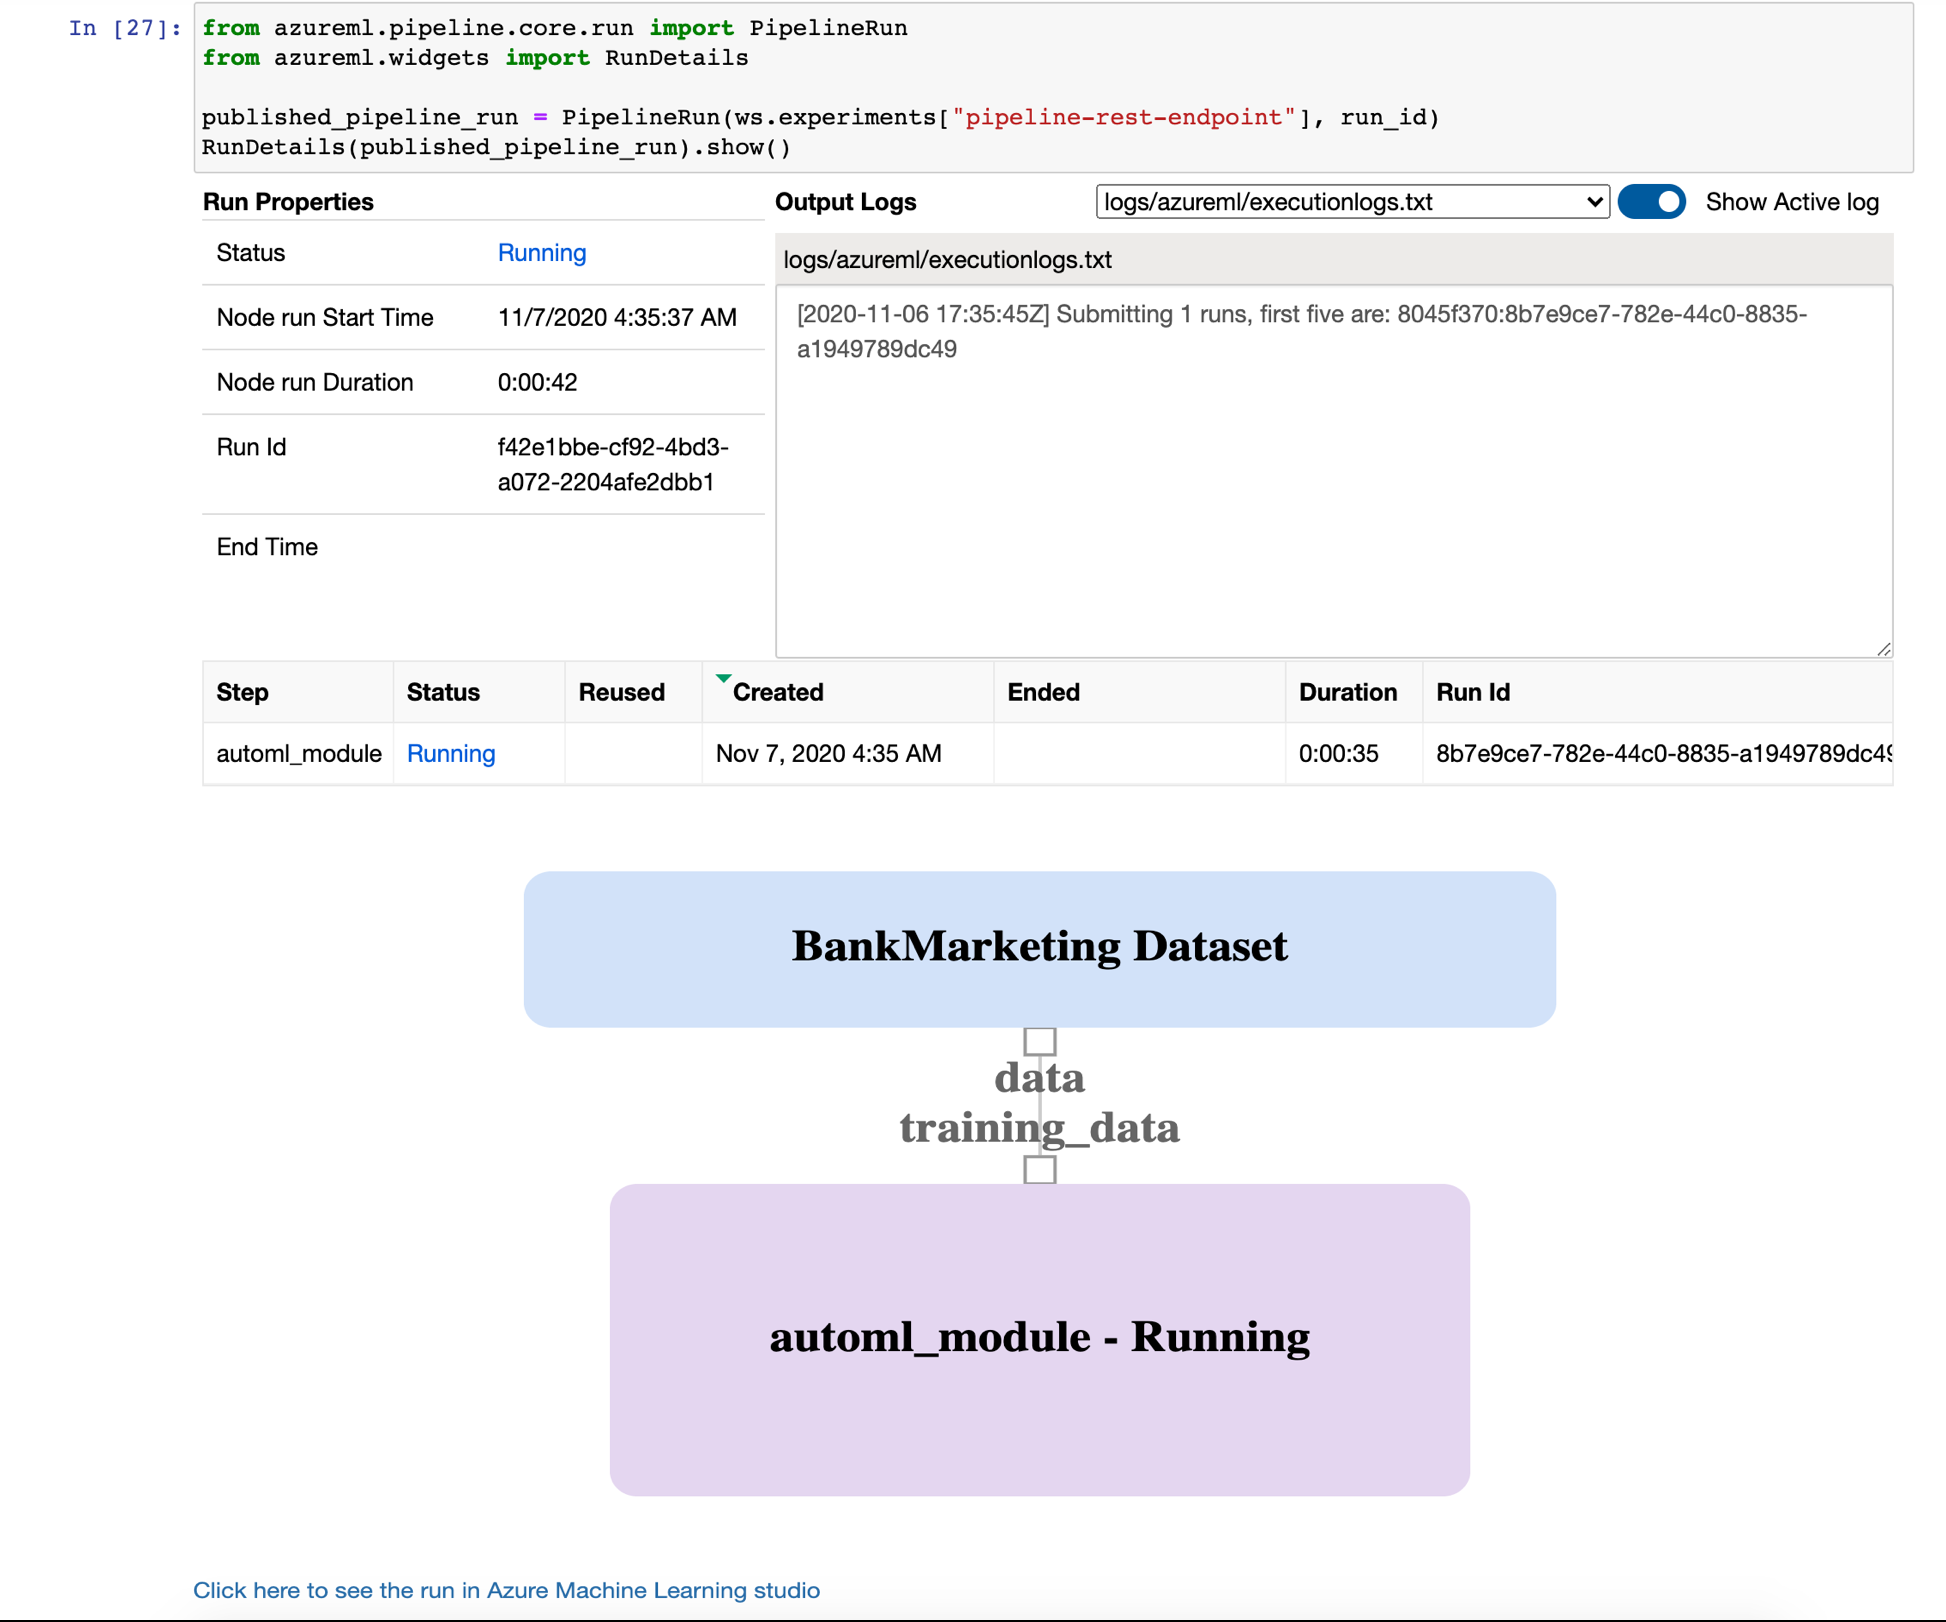 In [27]:
from azureml.pipeline.core.run import PipelineRun
from azureml.widgets import RunDetails
published_pipeline_run = PipelineRun(ws.experiments["pipeline-rest-endpoint"], run_id)
RunDetails(published_pipeline_run).show()
Run Properties
Status Running
Node run Start Time 11/7/2020 4:35:37 AM
Node run Duration 0:00:42
Run Id f42e1bbe-cf92-4bd3-
a072-2204afe2dbb1
End Time
Output Logs logs/azureml/executionlogs.txt Show Active log
logs/azureml/executionlogs.txt
[2020-11-06 17:35:45Z] Submitting 1 runs, first five are: 8045f370:8b7e9ce7-782e-44c0-8835-
a1949789dc49
Step Status Reused Created Ended Duration Run Id
automl_module Running Nov 7, 2020 4:35 AM 0:00:35 8b7e9ce7-782e-44c0-8835-a1949789dc49
BankMarketing Dataset
data
training_data
automl_module - Running
Click here to see the run in Azure Machine Learning studio